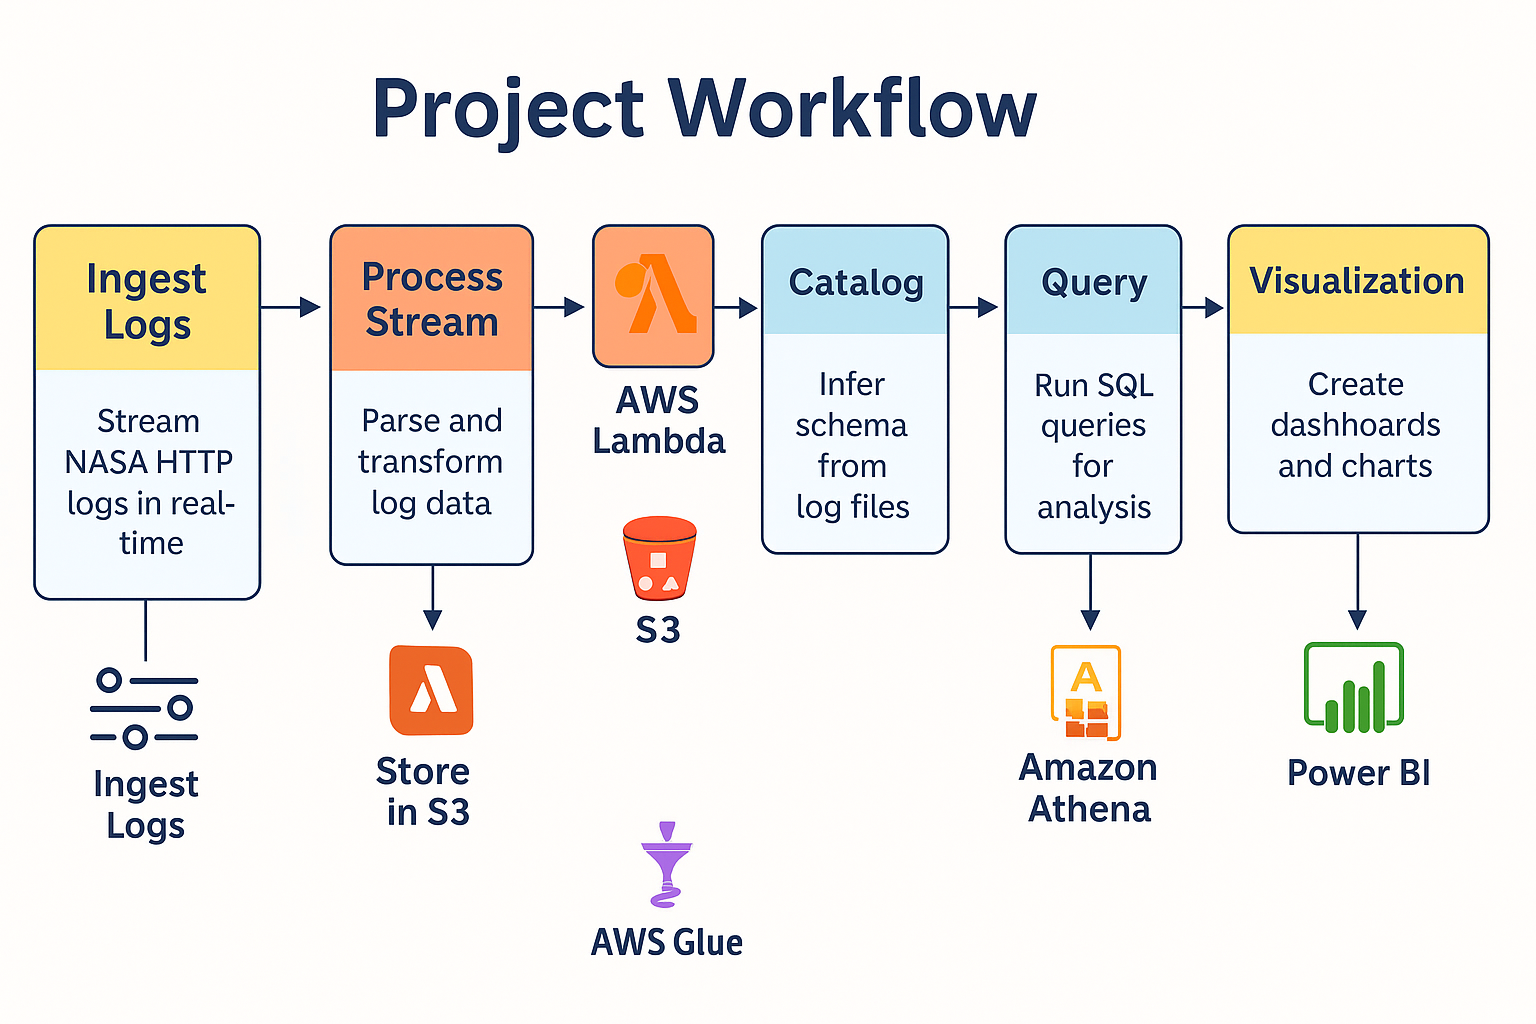 Project Workflow
Ingest
Logs
Stream
NASA HTTP
logs in real-
time
Ingest
Logs
Process
Stream
Parse and
transform
log data
Store
in S3
AWS
Lambda
S3
AWS Glue
Catalog
Infer
schema
from
log files
Query
Run SQL
queries
for
analysis
A
Amazon
Athena
Visualization
Create
dashhoards
and charts
Power BI